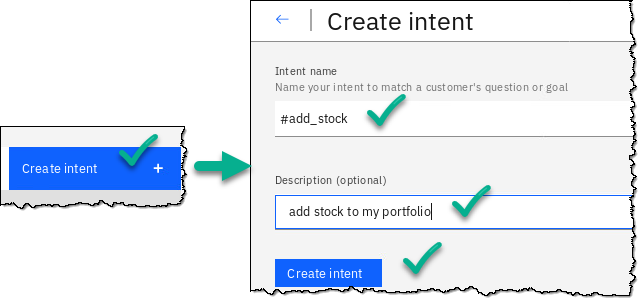 Create intent +
← Create intent
Intent name
Name your intent to match a customer's question or goal
#add_stock
Description (optional)
add stock to my portfolio
Create intent